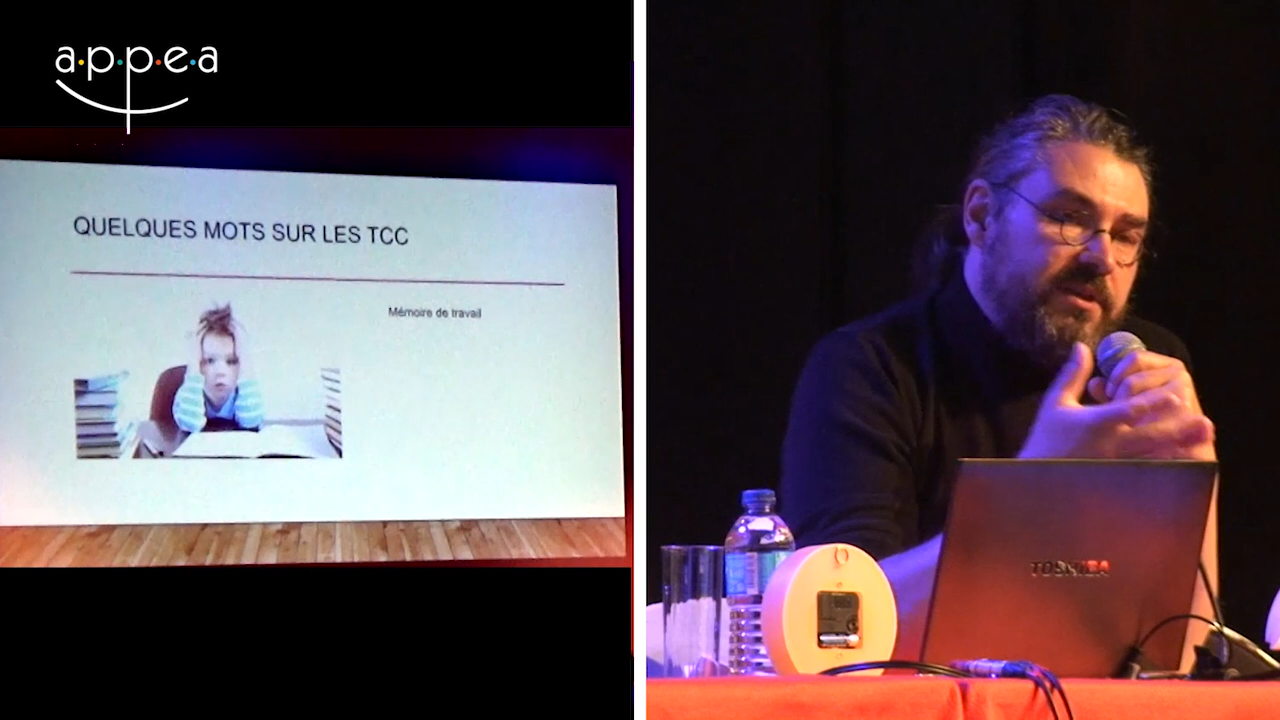 a·p·p·e·a
QUELQUES MOTS SUR LES TCC
Mémoire de travail
TOSHIBA